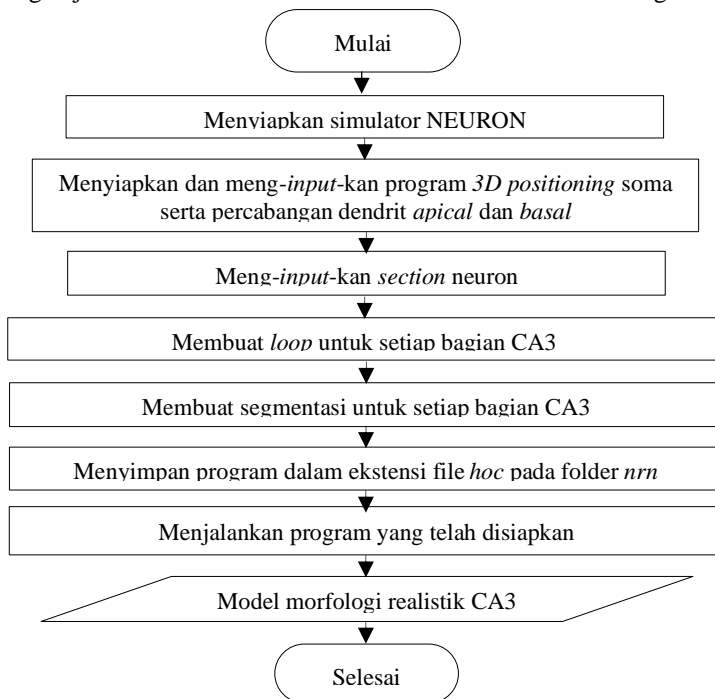 Mulai
Menyiapkan simulator NEURON
Menyiapkan dan meng-input-kan program 3D positioning soma
serta percabangan dendrit apical dan basal
Meng-input-kan section neuron
Membuat loop untuk setiap bagian CA3
Membuat segmentasi untuk setiap bagian CA3
Menyimpan program dalam ekstensi file hoc pada folder nrn
Menjalankan program yang telah disiapkan
Model morfologi realistik CA3
Selesai